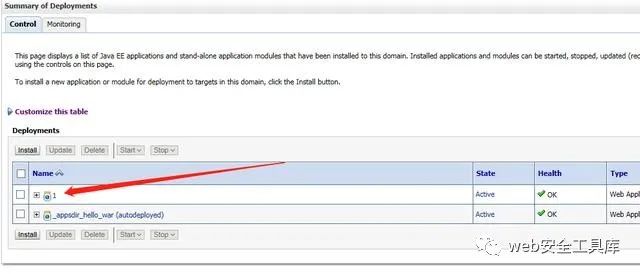 Summary of Deployments
Control Monitoring
This page displays a list of Java EE applications and stand-alone application modules that have been installed to this domain. Installed applications and modules can be started, stopped, updated (rec
using the controls on this page.
To install a new application or module for deployment to targets in this domain, click the Install button.
Customize this table
Deployments
Install Update Delete Start Stop
Name State Health Type
1 Active OK Web Appl
_appsdir_hello_war (autodeployed) Active OK Web Appl
Install Update Delete Start Stop
web安全工具库